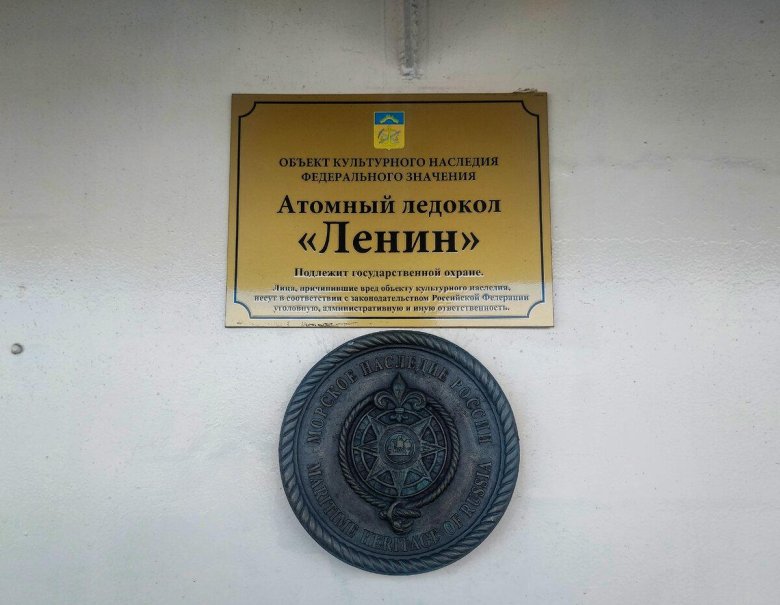 ОБЪЕКТ КУЛЬТУРНОГО НАСЛЕДИЯ
ФЕДЕРАЛЬНОГО ЗНАЧЕНИЯ
Атомный ледокол
«Ленин»
Подлежит государственной охране.
Лица, причинившие вред объекту культурного наследия,
несут в соответствии с законодательством Российской Федерации
уголовную, административную и иную ответственность.
МОРСКОЕ НАСЛЕДИЕ РОССИИ
MARITIME HERITAGE OF RUSSIA